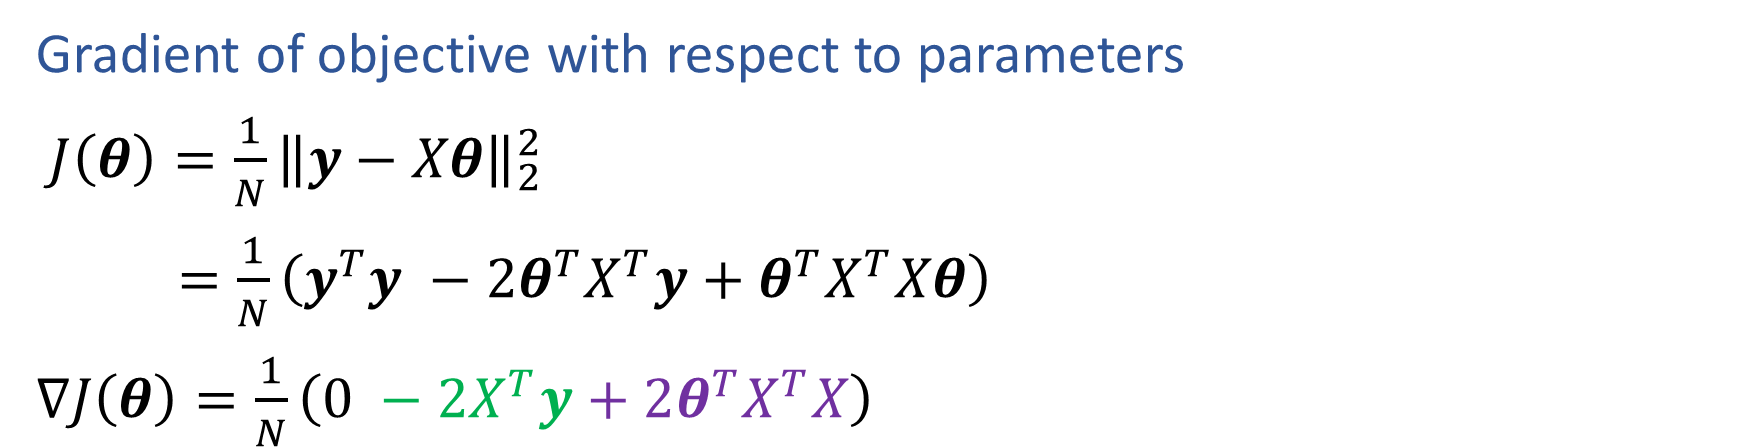 Gradient of objective with respect to parameters
J(θ) = 1/N ‖y − Xθ‖₂²
= 1/N (yᵀy − 2θᵀXᵀy + θᵀXᵀXθ)
∇J(θ) = 1/N (0 − 2Xᵀy + 2θᵀXᵀX)